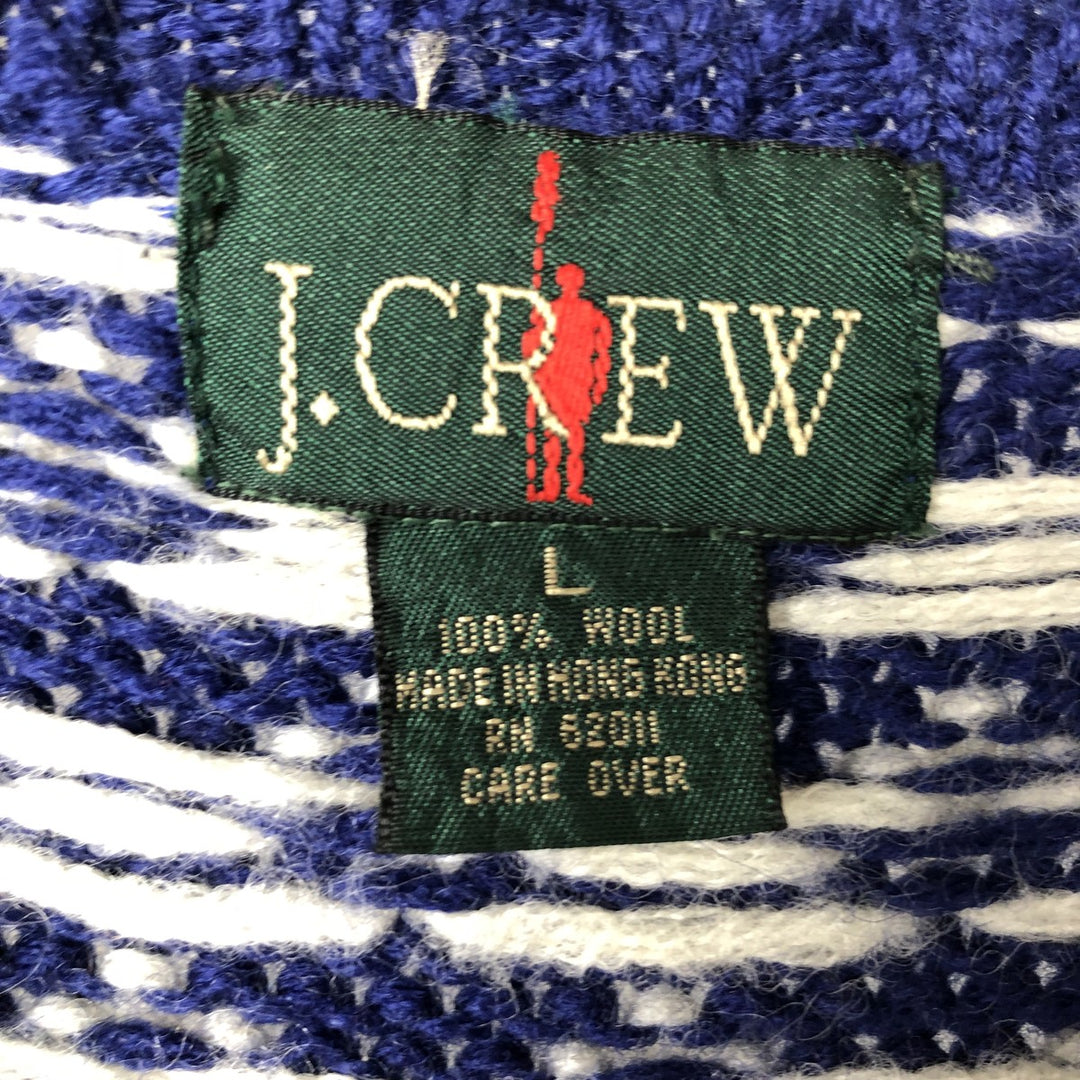 J.CREW
L
100% WOOL
MADE IN HONG KONG
RN 62011
CARE OVER